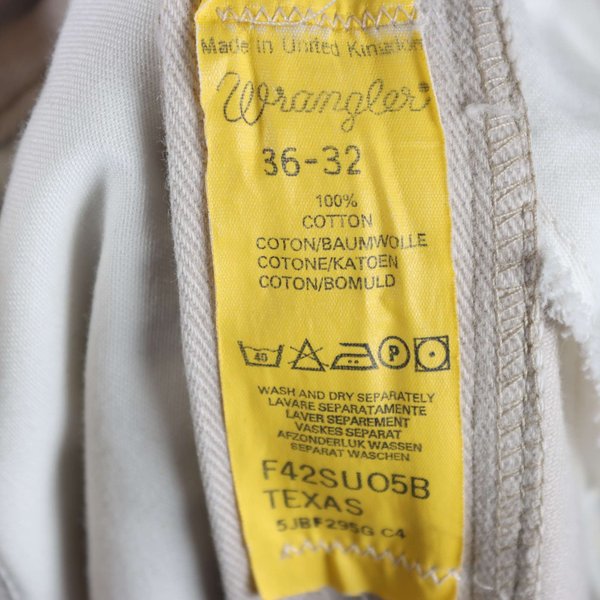 Made in United Kingdom
Wrangler®
36-32
100%
COTTON
COTON/BAUMWOLLE
COTONE/KATOEN
COTON/BOMULD
40 P
WASH AND DRY SEPARATELY
LAVARE SEPARATAMENTE
LAVER SEPAREMENT
VASKES SEPARAT
AFZONDERLIJK WASSEN
SEPARAT WASCHEN
F42SU05B
TEXAS
5JBF295G C4